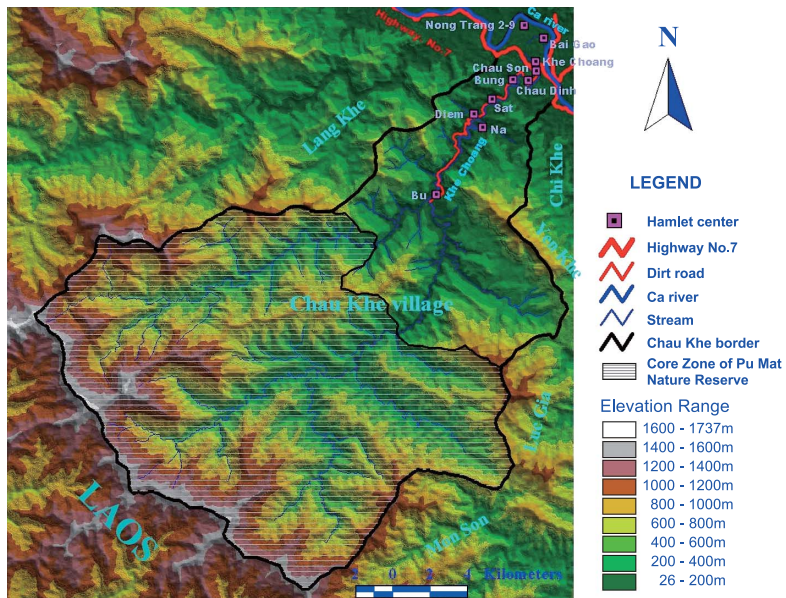 Ca river
Nong Trang 2-9
Highway No.7
Bai Gao
Khe Choang
Chau Son
Bung
Chau Dinh
Sat
Diem
Na
Lang Khe
Chi Khe
Khe Choang
Bu
Yen Khe
Chau Khe village
Luc Gia
LAOS
Mon Son
2 0 2 4 Kilometers
N
LEGEND
Hamlet center
Highway No.7
Dirt road
Ca river
Stream
Chau Khe border
Core Zone of Pu Mat
Nature Reserve
Elevation Range
1600 - 1737m
1400 - 1600m
1200 - 1400m
1000 - 1200m
800 - 1000m
600 - 800m
400 - 600m
200 - 400m
26 - 200m